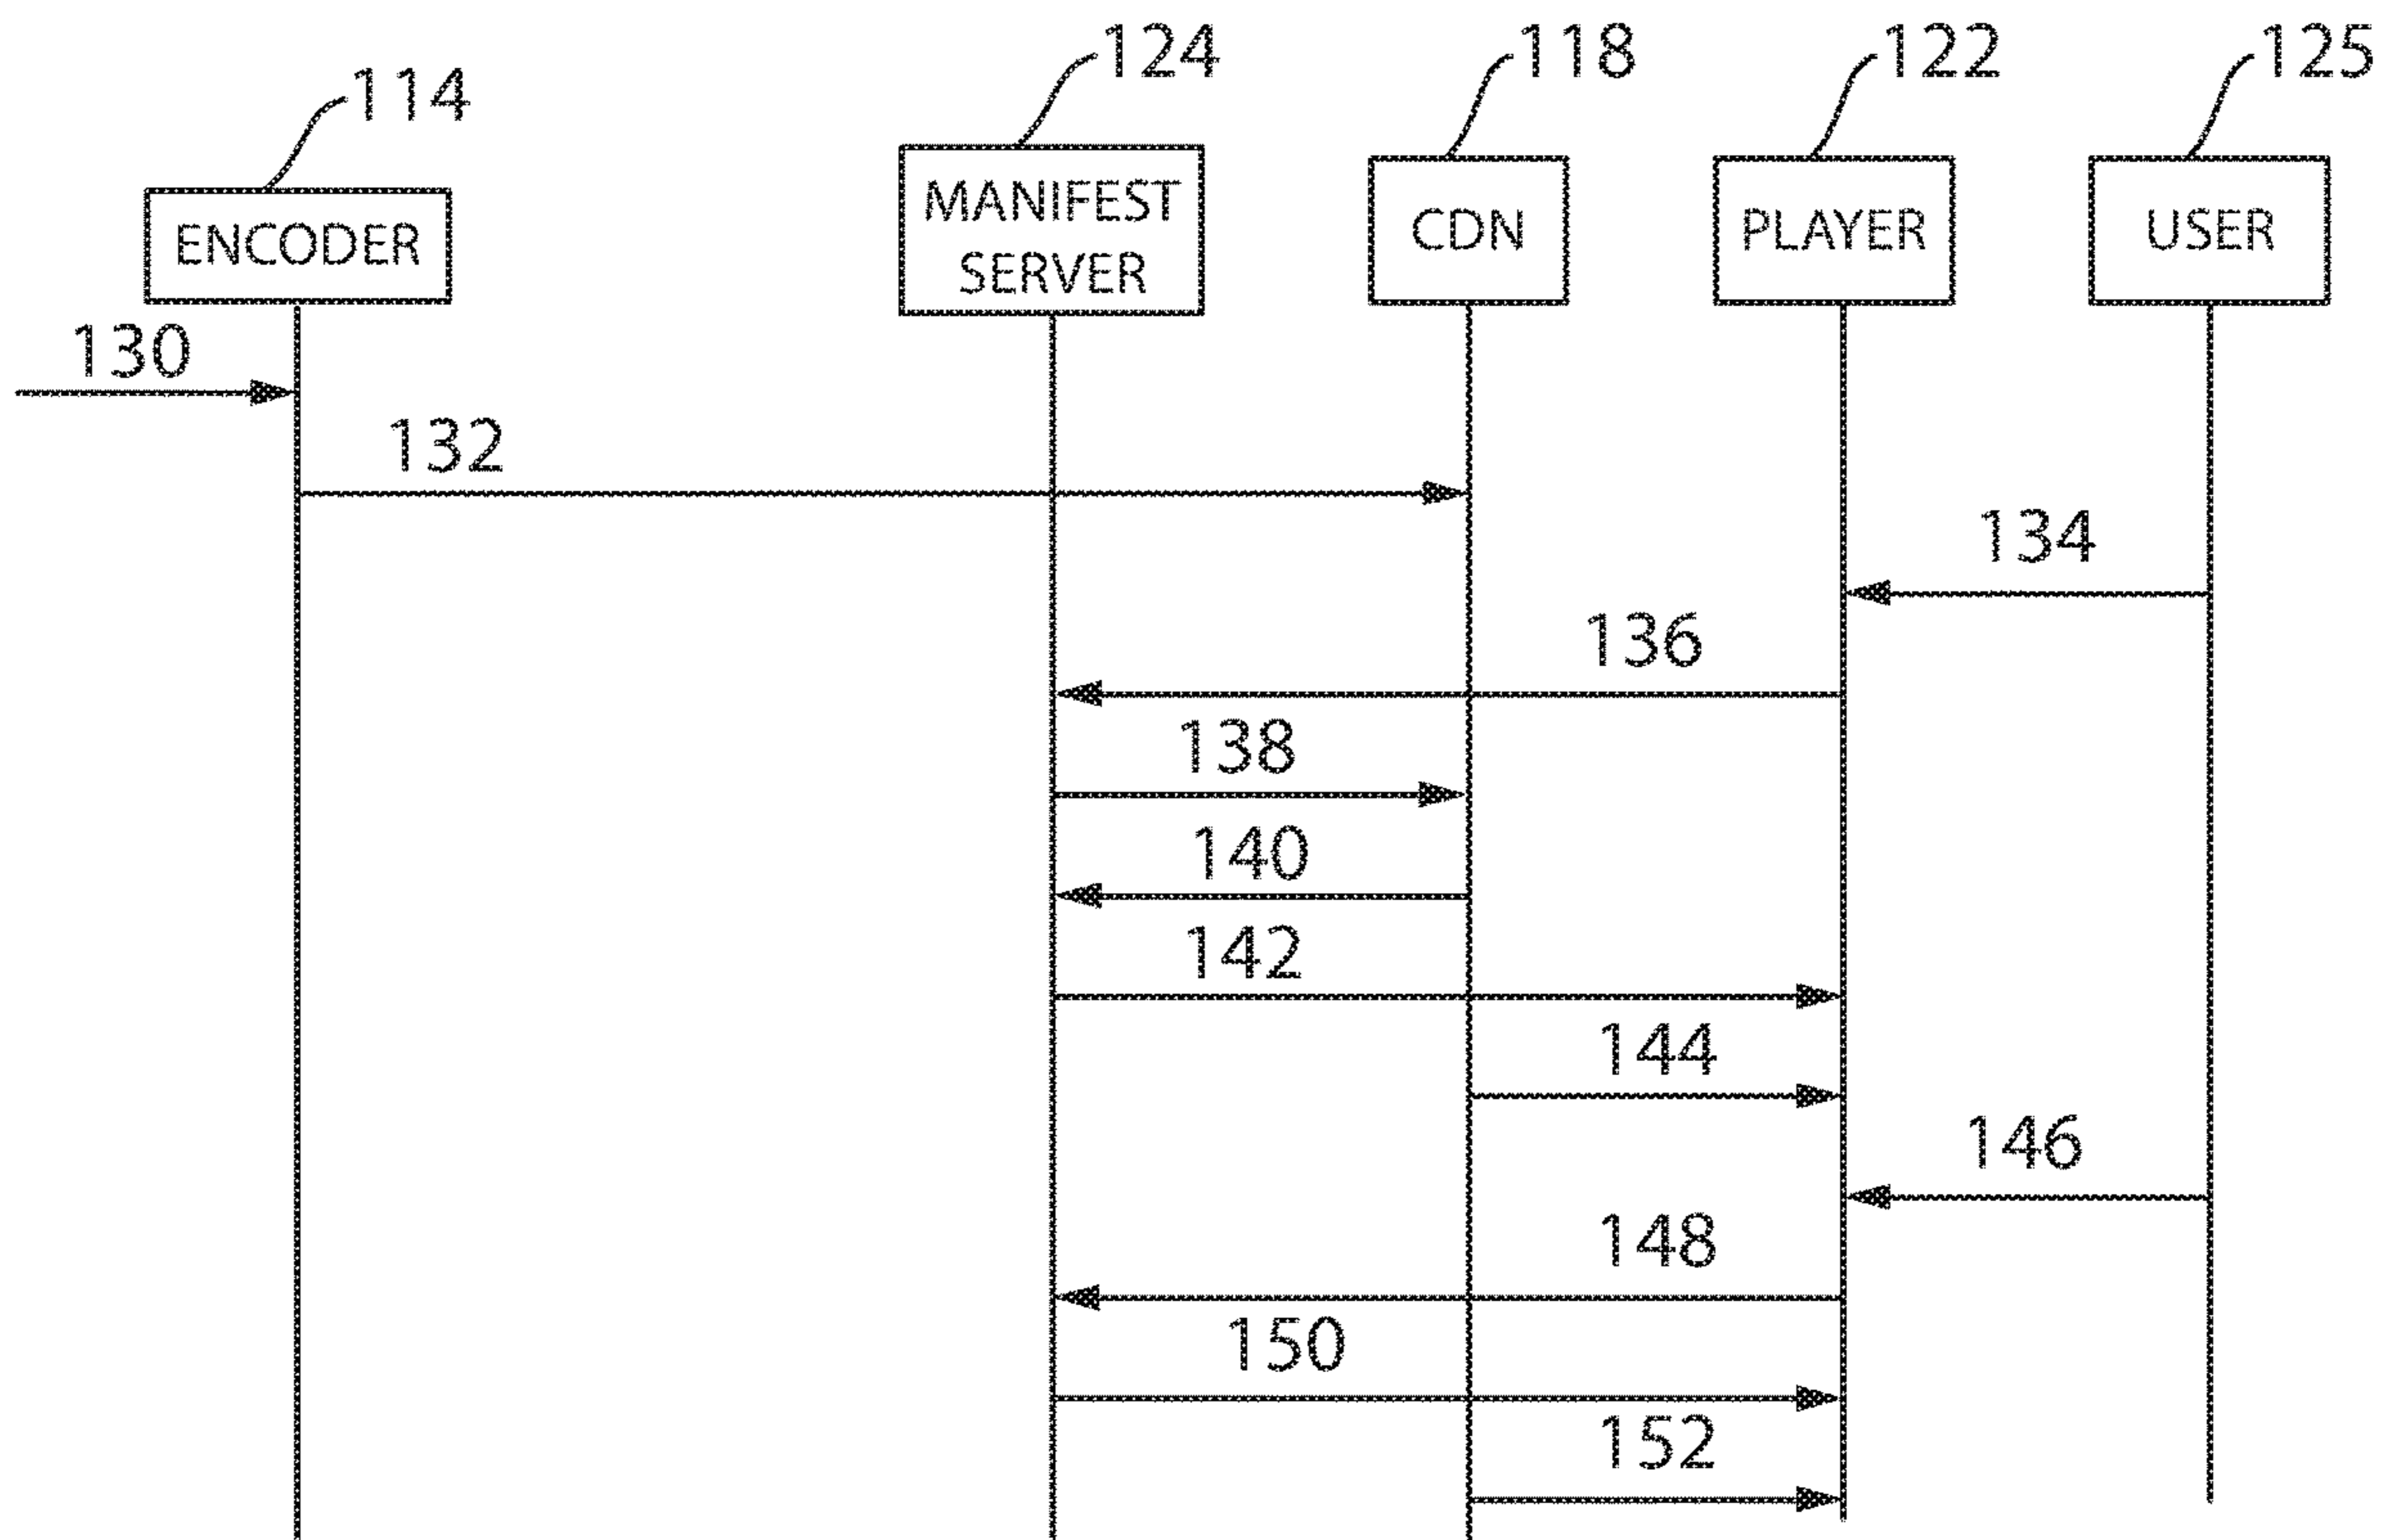 124
118
122
125
114
MANIFEST
SERVER
CDN
PLAYER
USER
ENCODER
130
132
134
136
138
140
142
144
146
148
150
152